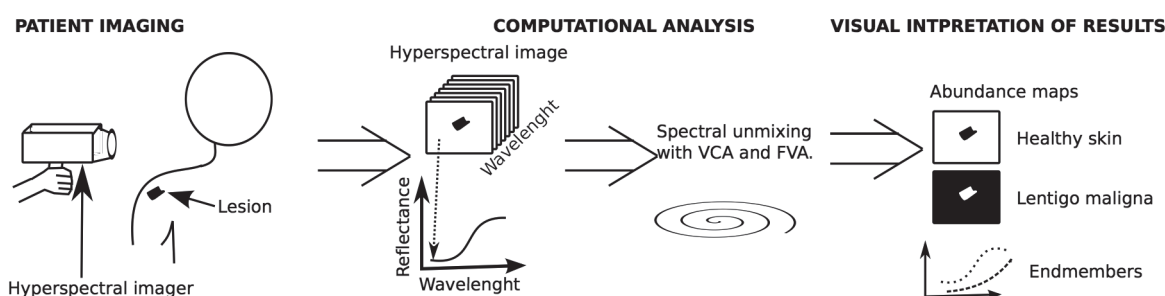 PATIENT IMAGING
Lesion
Hyperspectral imager
COMPUTATIONAL ANALYSIS
Hyperspectral image
Wavelenght
Reflectance
Wavelenght
Spectral unmixing
with VCA and FVA.
VISUAL INTPRETATION OF RESULTS
Abundance maps
Healthy skin
Lentigo maligna
Endmembers